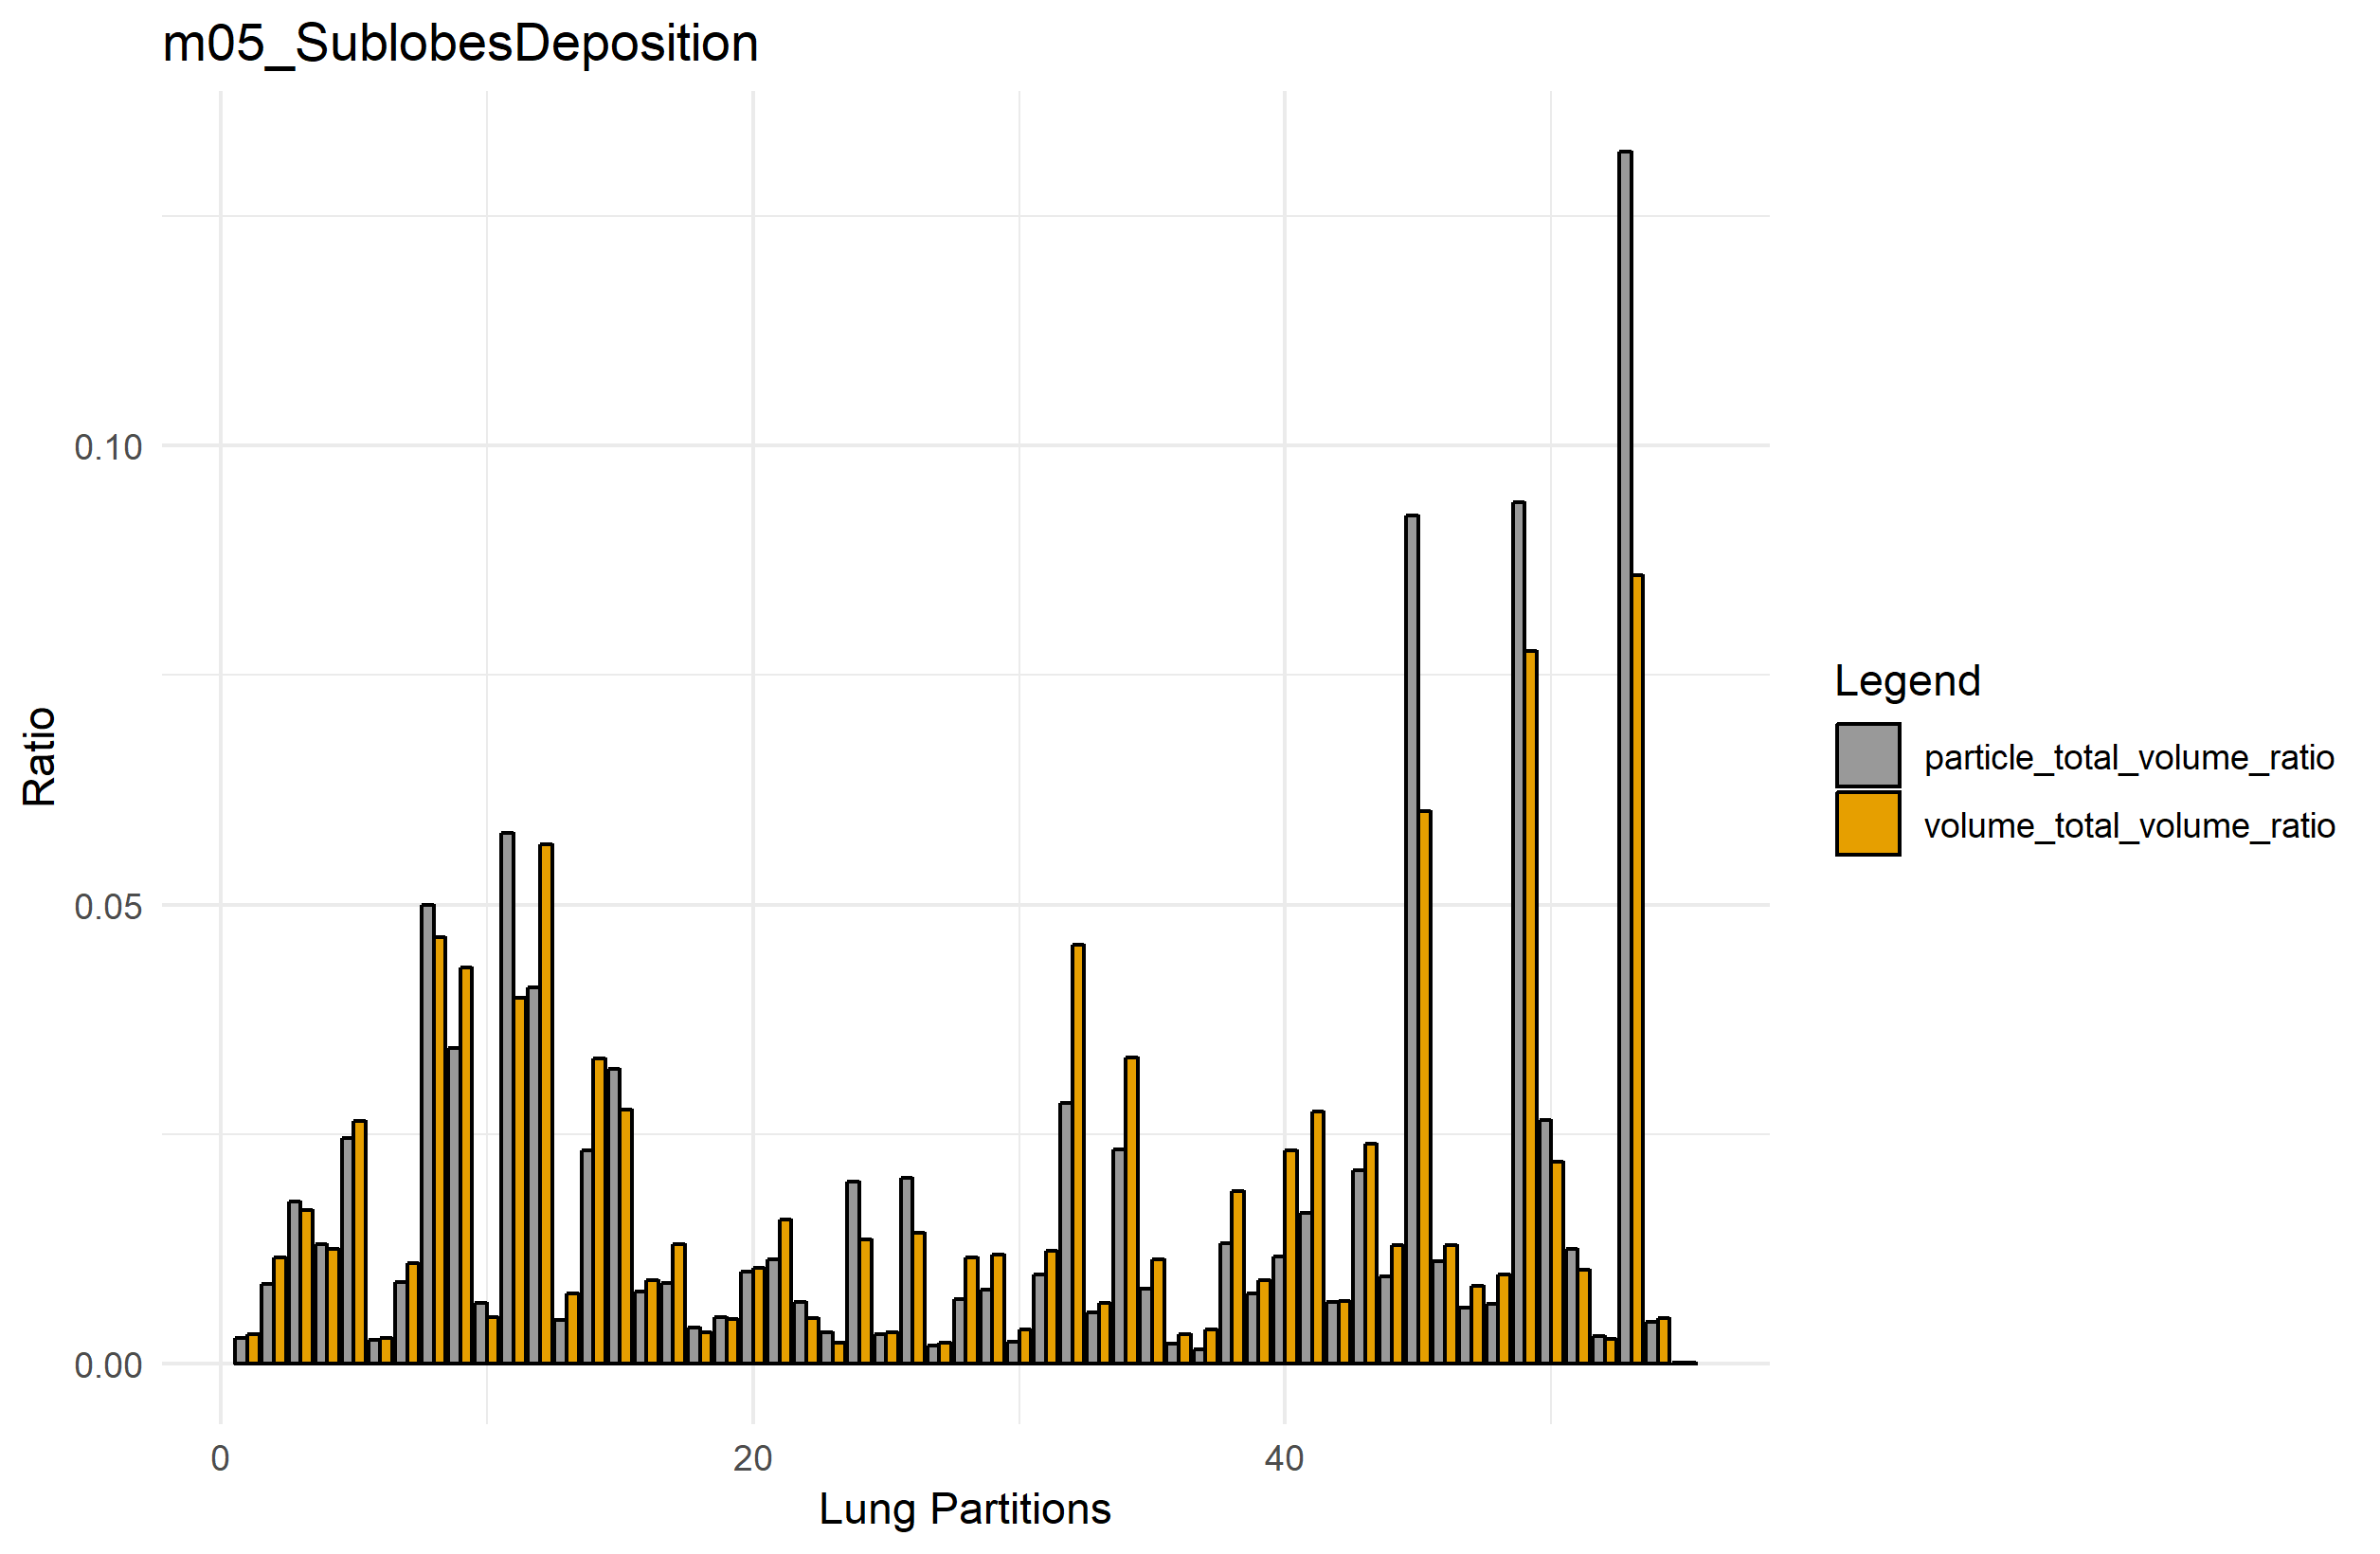 m05_SublobesDeposition
0.10
0.05
0.00
Ratio
0 20 40
Lung Partitions
Legend
particle_total_volume_ratio
volume_total_volume_ratio